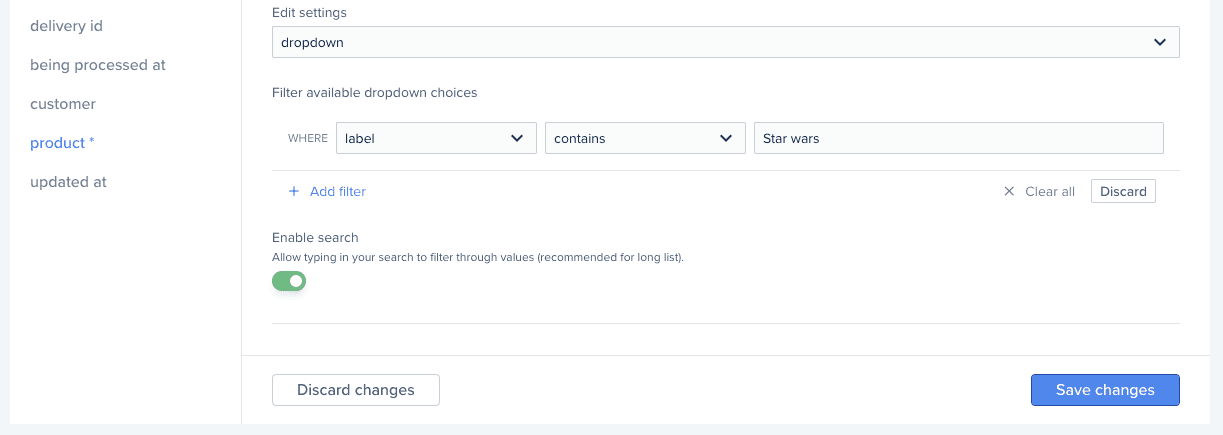 delivery id
being processed at
customer
product *
updated at
Edit settings
dropdown
Filter available dropdown choices
WHERE label contains Star wars
+ Add filter × Clear all Discard
Enable search
Allow typing in your search to filter through values (recommended for long list).
Discard changes Save changes